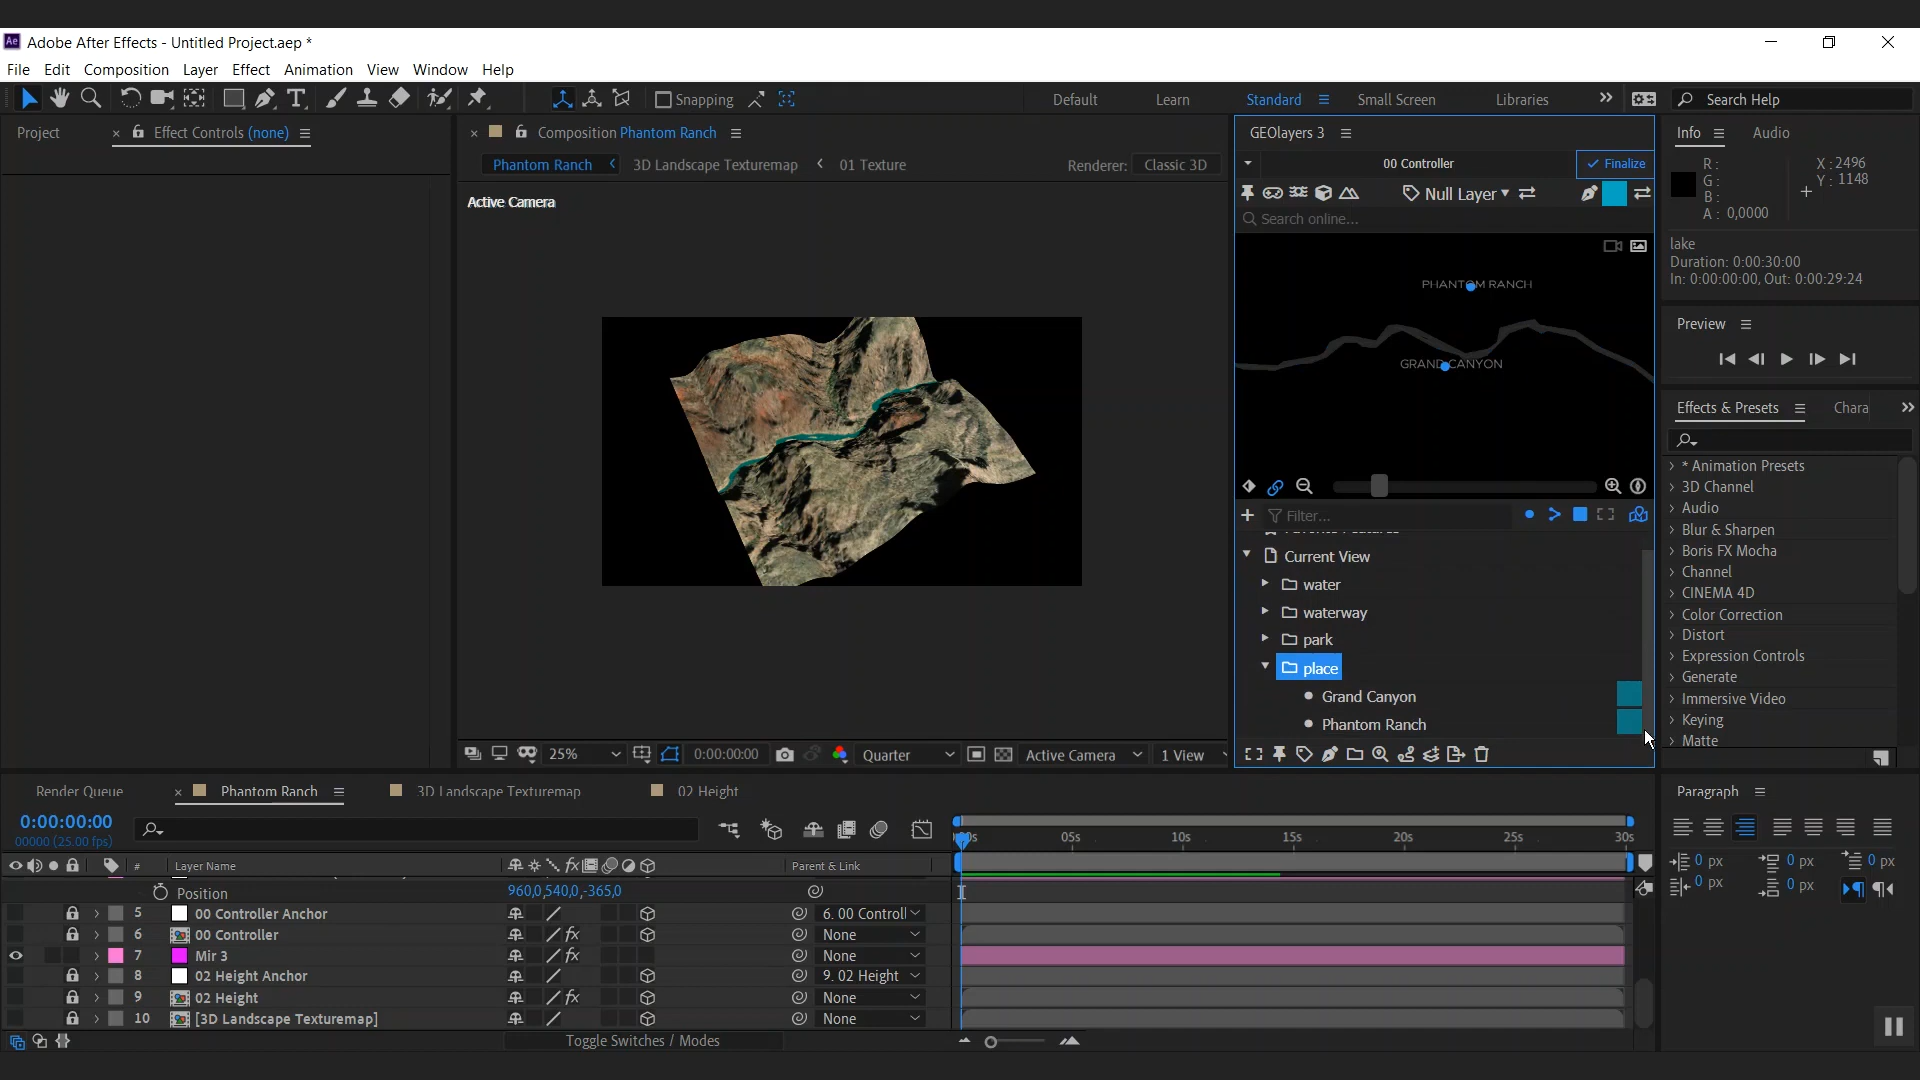 Adobe After Effects - Untitled Project.aep *
File Edit Composition Layer Effect Animation View Window Help
Snapping
Default Learn Standard Small Screen Libraries
Search Help
Project
Effect Controls (none)
Composition Phantom Ranch
Phantom Ranch 3D Landscape Texturemap 01 Texture
Renderer: Classic 3D
Active Camera
25% 0:00:00:00 Quarter Active Camera 1 View
GEOlayers 3
00 Controller
Finalize
Null Layer
Search online...
PHANTOM RANCH
GRAND CANYON
Filter...
Current View
water
waterway
park
place
Grand Canyon
Phantom Ranch
Info Audio
R :
G :
B :
A : 0,0000
X : 2496
Y : 1148
lake
Duration: 0:00:30:00
In: 0:00:00:00, Out: 0:00:29:24
Preview
Effects & Presets Chara
* Animation Presets
3D Channel
Audio
Blur & Sharpen
Boris FX Mocha
Channel
CINEMA 4D
Color Correction
Distort
Expression Controls
Generate
Immersive Video
Keying
Matte
Render Queue Phantom Ranch 3D Landscape Texturemap 02 Height
0:00:00:00
00000 (25.00 fps)
05s 10s 15s 20s 25s 30s
# Layer Name Parent & Link
Position 960,0,540,0,-365,0
5 00 Controller Anchor 6. 00 Controll
6 00 Controller None
7 Mir 3 None
8 02 Height Anchor 9. 02 Height
9 02 Height None
10 [3D Landscape Texturemap] None
Toggle Switches / Modes
Paragraph
0 px 0 px 0 px
0 px 0 px